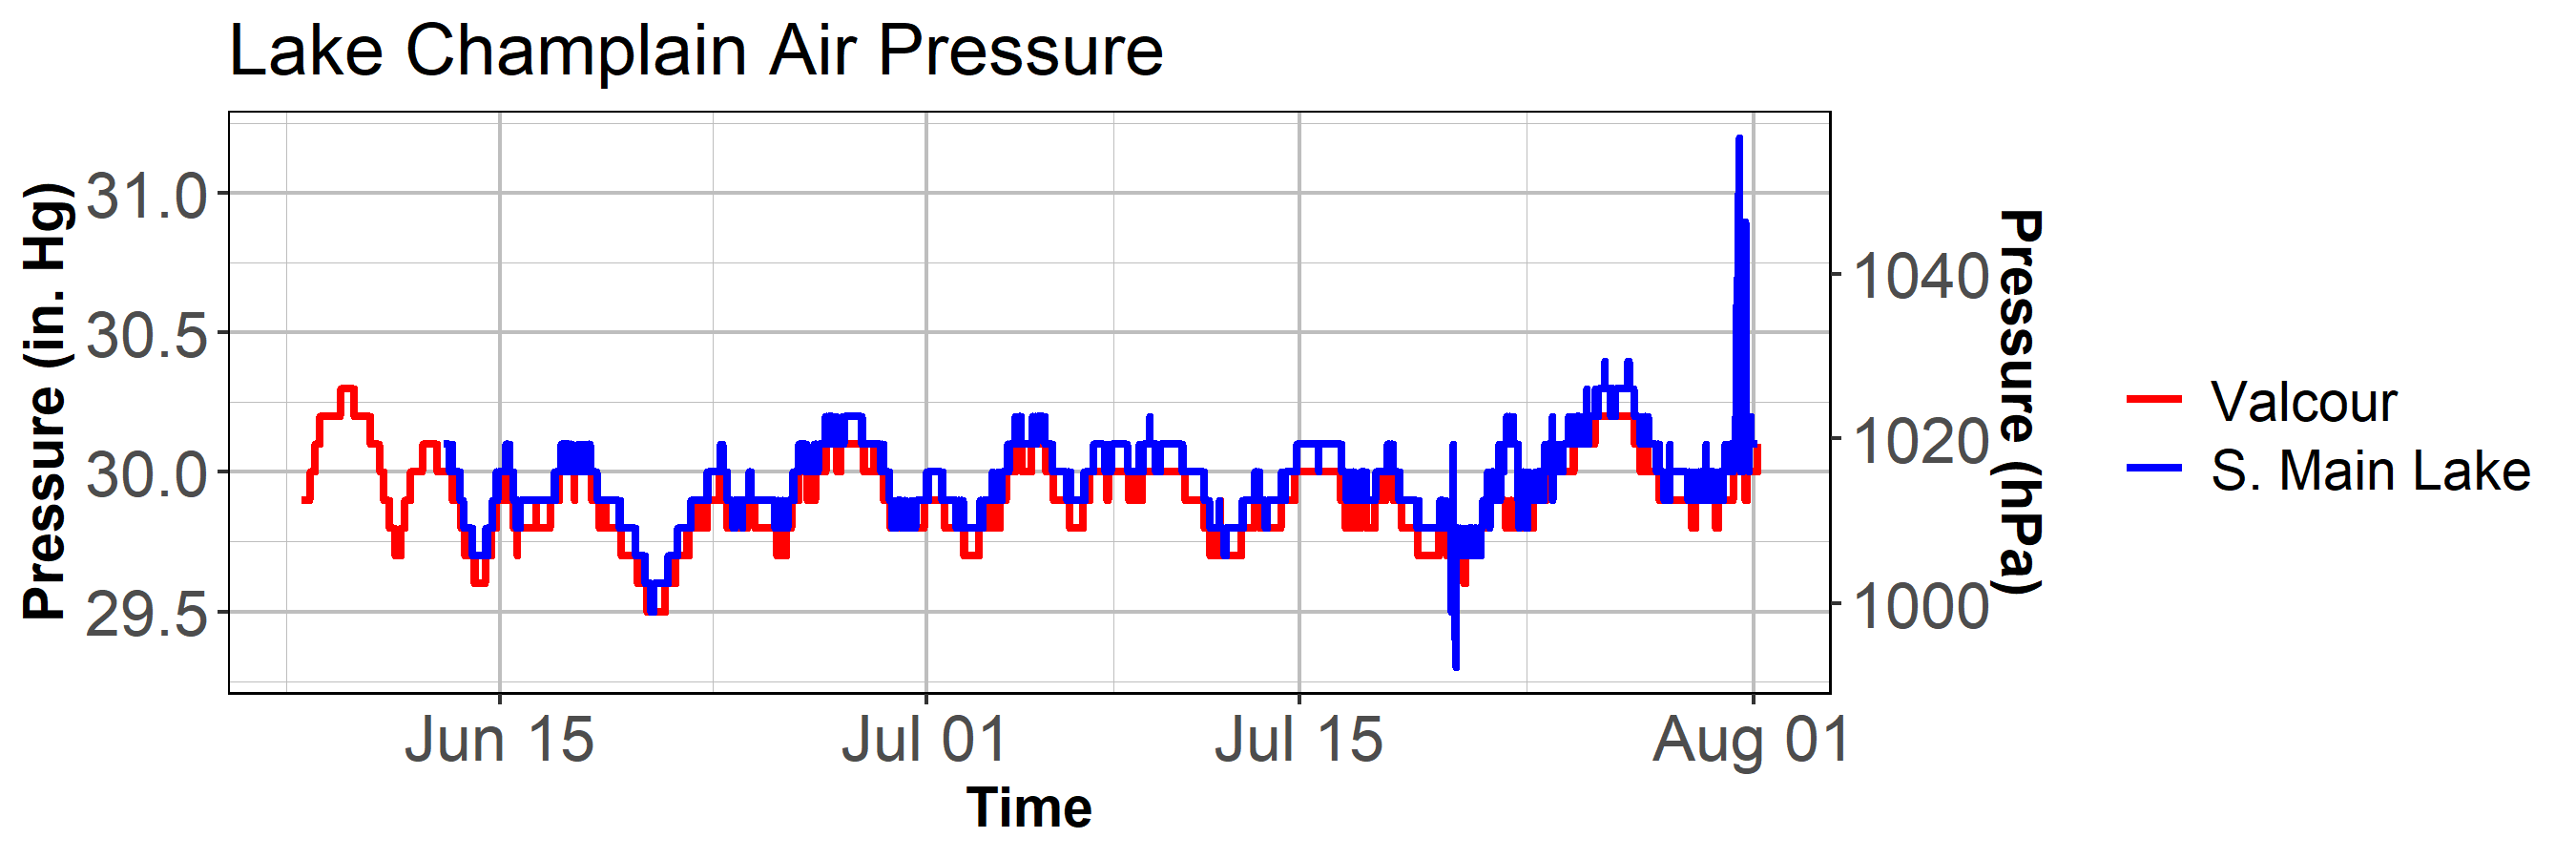 Lake Champlain Air Pressure
Pressure (in. Hg)
31.0
30.5
30.0
29.5
1040
1020
1000
Pressure (hPa)
Jun 15
Jul 01
Jul 15
Aug 01
Time
Valcour
S. Main Lake